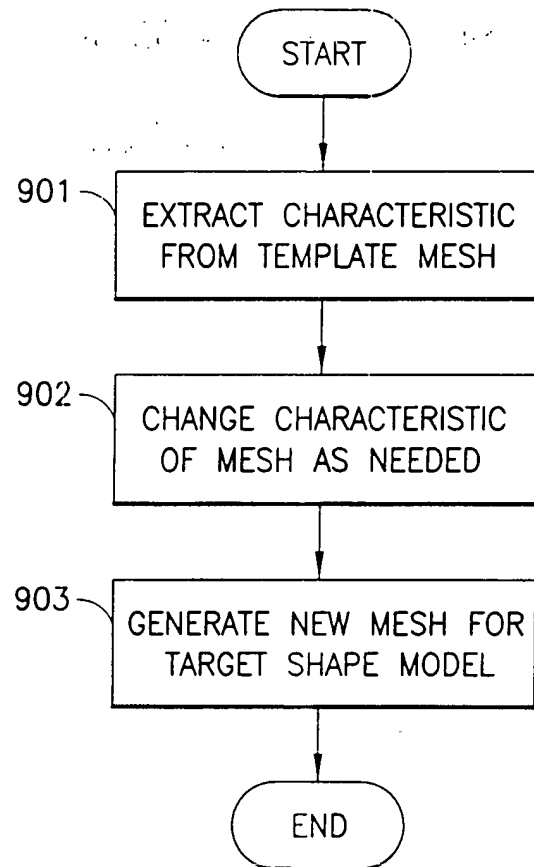 START
901
EXTRACT CHARACTERISTIC
FROM TEMPLATE MESH
902
CHANGE CHARACTERISTIC
OF MESH AS NEEDED
903
GENERATE NEW MESH FOR
TARGET SHAPE MODEL
END